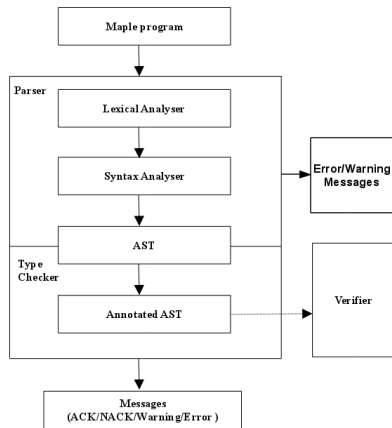 Maple program
Parser
Lexical Analyser
Syntax Analyser
Error/Warning
Messages
AST
Type
Checker
Annotated AST
Verifier
Messages
(ACK/NACK/Warning/Error )